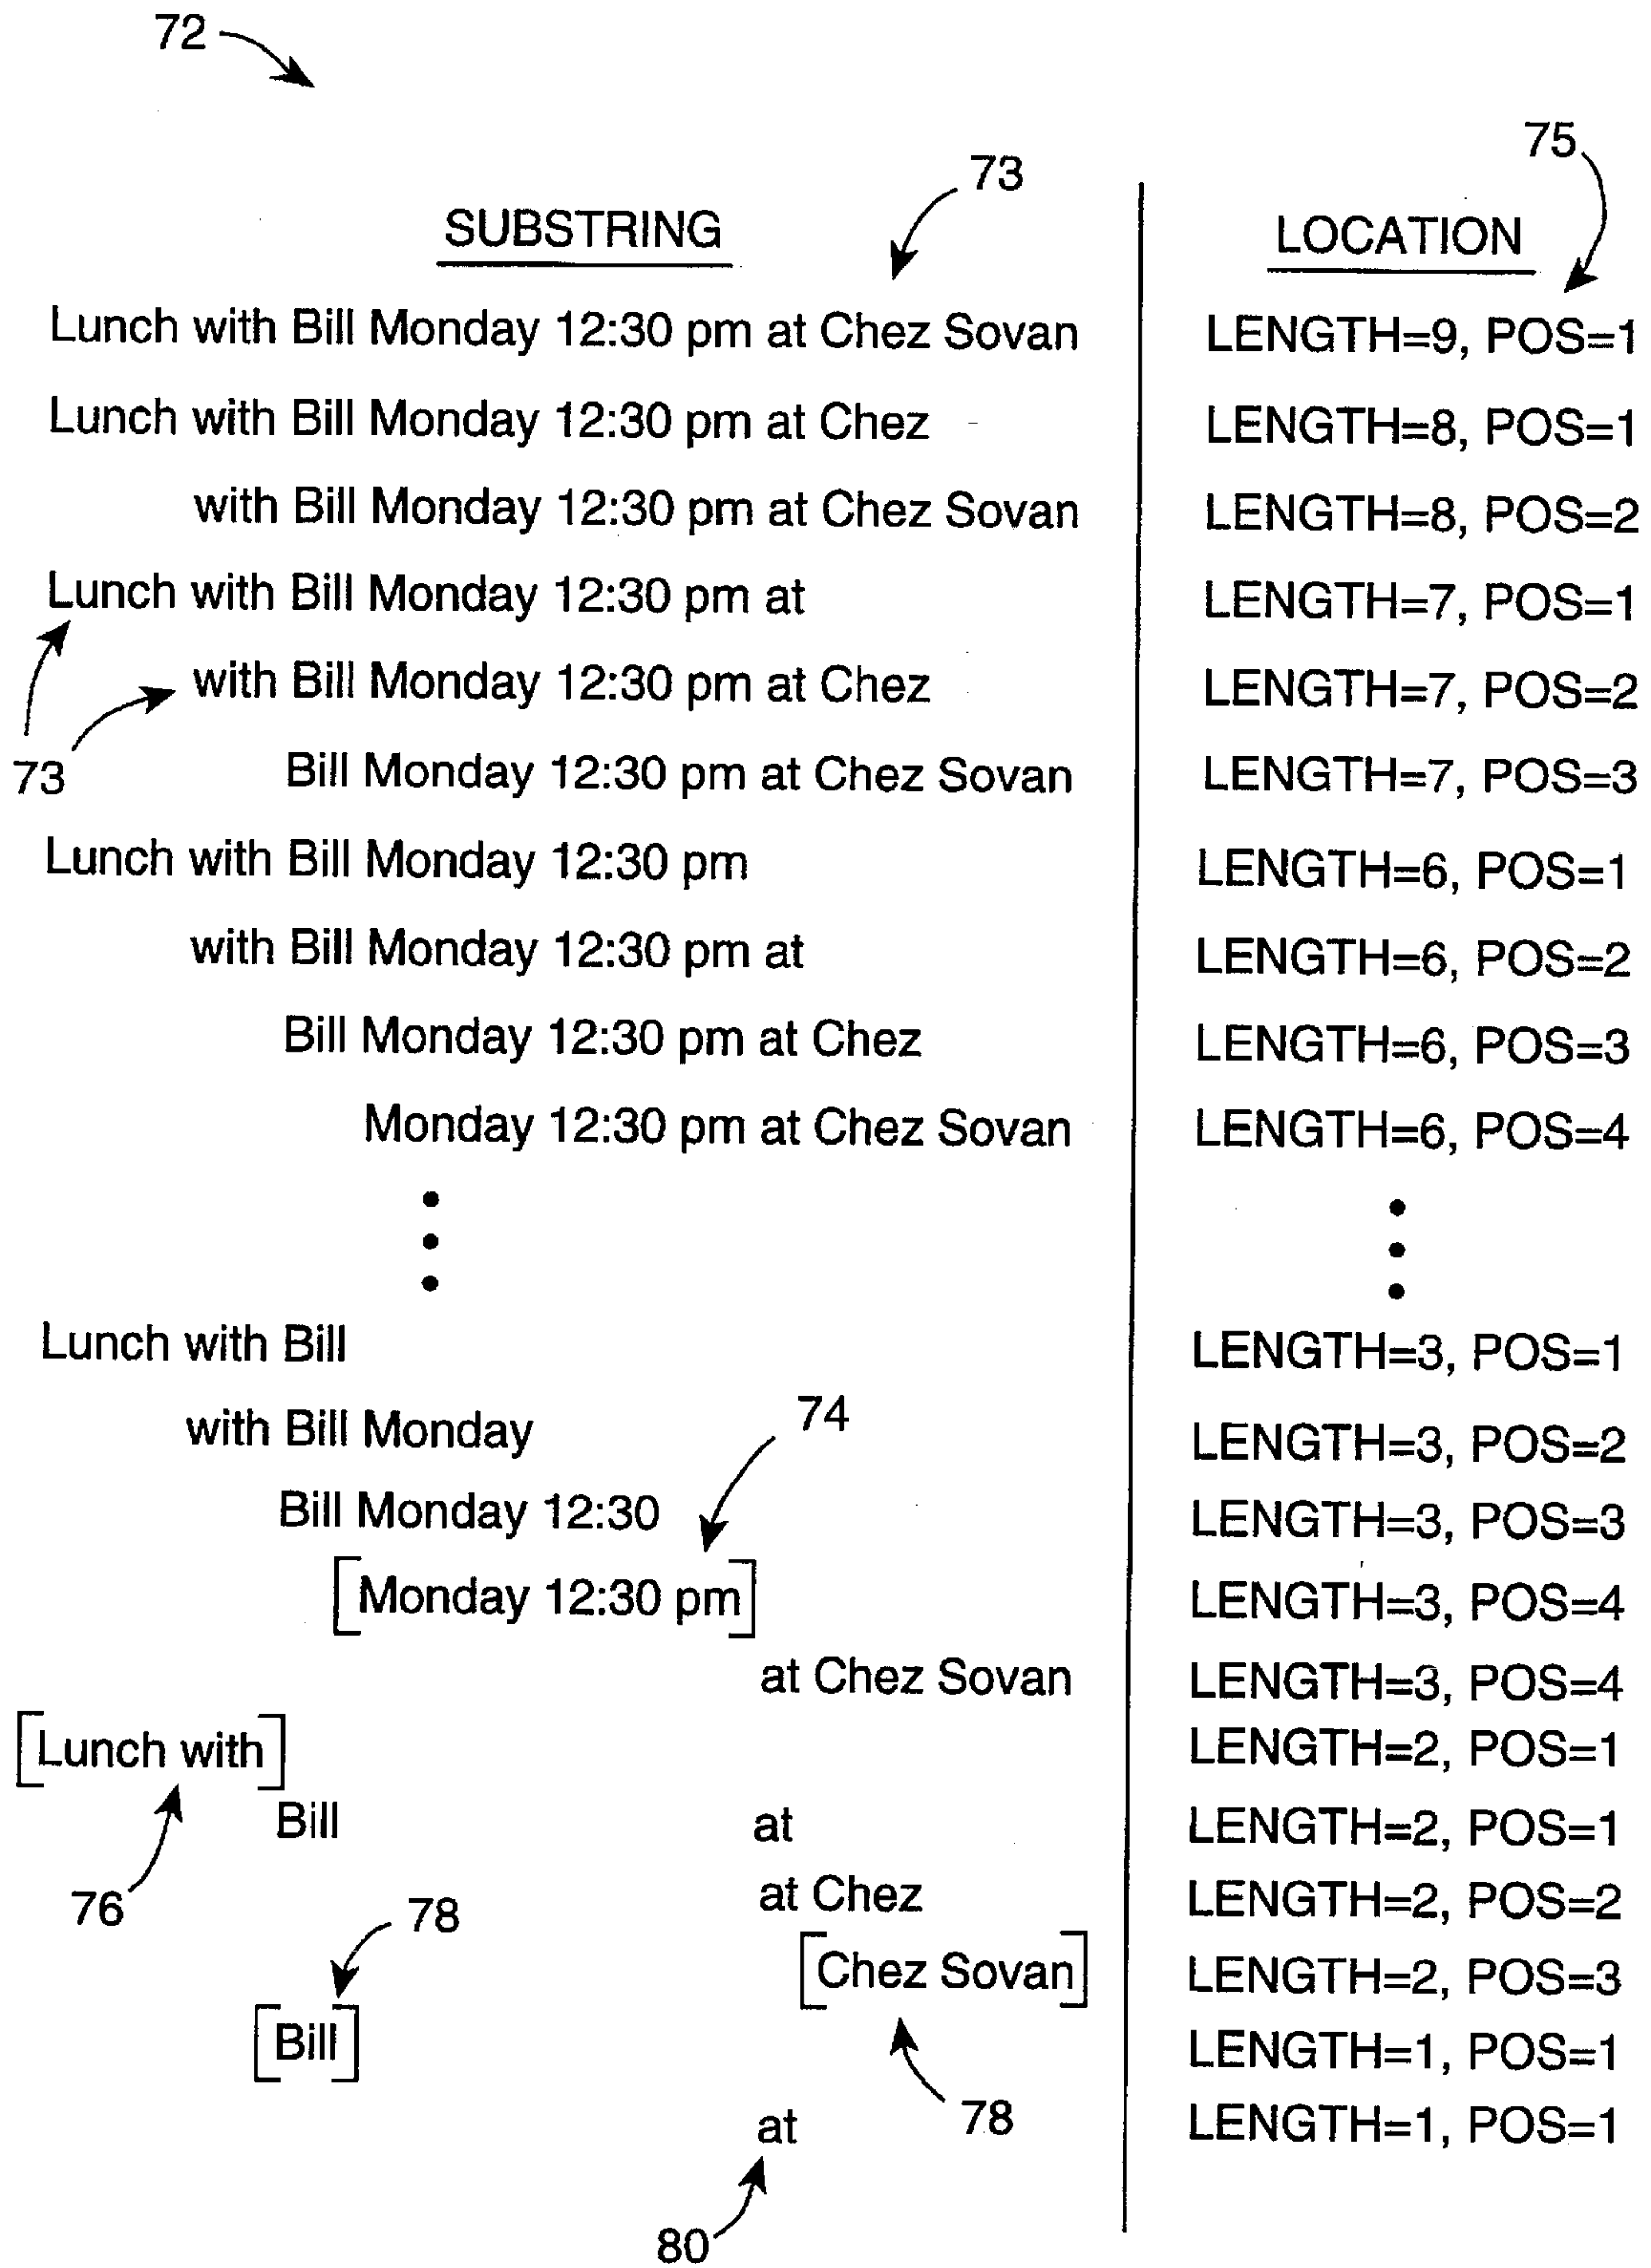 72
75
73
SUBSTRING LOCATION
Lunch with Bill Monday 12:30 pm at Chez Sovan LENGTH=9, POS=1
Lunch with Bill Monday 12:30 pm at Chez LENGTH=8, POS=1
with Bill Monday 12:30 pm at Chez Sovan LENGTH=8, POS=2
Lunch with Bill Monday 12:30 pm at LENGTH=7, POS=1
with Bill Monday 12:30 pm at Chez LENGTH=7, POS=2
73
Bill Monday 12:30 pm at Chez Sovan LENGTH=7, POS=3
Lunch with Bill Monday 12:30 pm LENGTH=6, POS=1
with Bill Monday 12:30 pm at LENGTH=6, POS=2
Bill Monday 12:30 pm at Chez LENGTH=6, POS=3
Monday 12:30 pm at Chez Sovan LENGTH=6, POS=4
Lunch with Bill LENGTH=3, POS=1
74
with Bill Monday LENGTH=3, POS=2
Bill Monday 12:30 LENGTH=3, POS=3
[Monday 12:30 pm] LENGTH=3, POS=4
at Chez Sovan LENGTH=3, POS=4
[Lunch with] LENGTH=2, POS=1
Bill at LENGTH=2, POS=1
76
at Chez LENGTH=2, POS=2
78
[Chez Sovan] LENGTH=2, POS=3
[Bill] LENGTH=1, POS=1
78
at LENGTH=1, POS=1
80